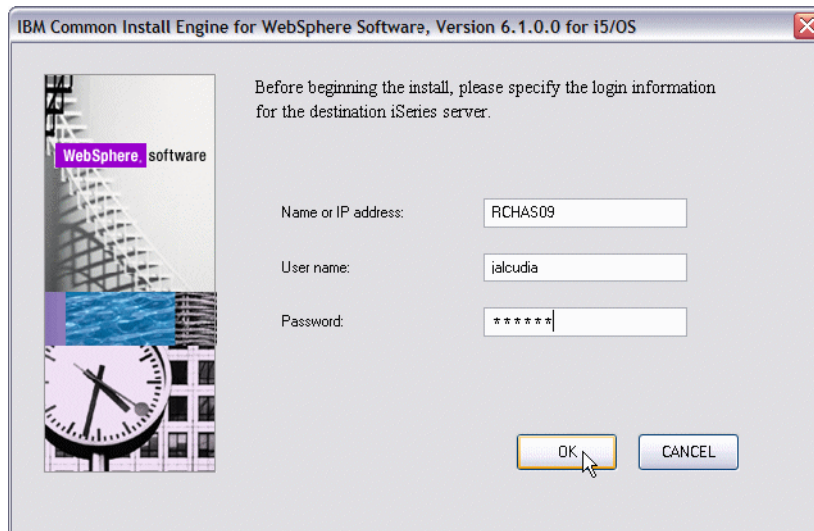 IBM Common Install Engine for WebSphere Software, Version 6.1.0.0 for i5/OS
Before beginning the install, please specify the login information
for the destination iSeries server.
WebSphere. software
Name or IP address: RCHAS09
User name: jalcudia
Password: ******
OK CANCEL